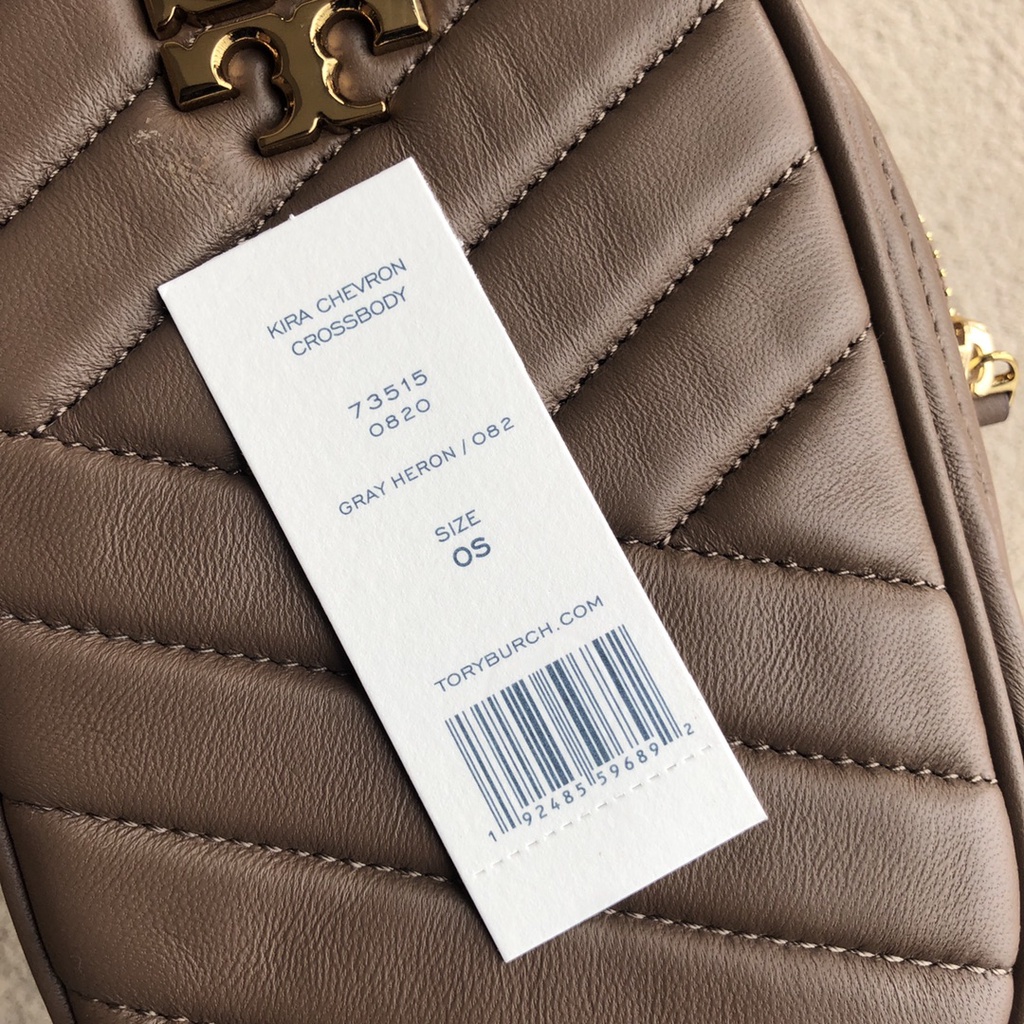 KIRA CHEVRON
CROSSBODY
73515
0820
GRAY HERON / 082
SIZE
OS
TORYBURCH.COM
1 92485 59689 2